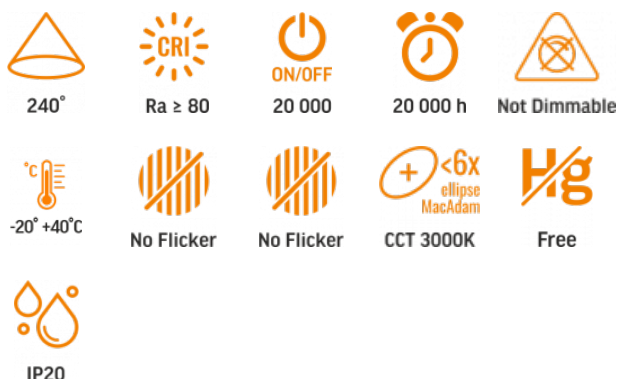 CRI
ON/OFF
240° Ra ≥ 80 20 000 20 000 h Not Dimmable
°C
<6x
ellipse
MacAdam
Hg
-20° +40°C No Flicker No Flicker CCT 3000K Free
IP20